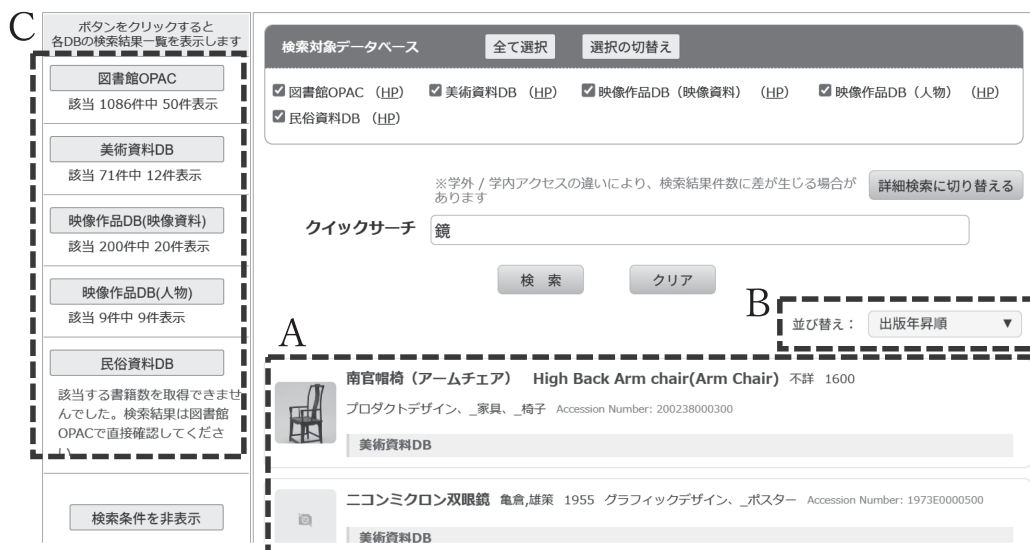 C
ボタンをクリックすると
各DBの検索結果一覧を表示します
図書館OPAC
該当 1086件中 50件表示
美術資料DB
該当 71件中 12件表示
映像作品DB(映像資料)
該当 200件中 20件表示
映像作品DB(人物)
該当 9件中 9件表示
民俗資料DB
該当する書籍数を取得できませ
んでした。検索結果は図書館
OPACで直接確認してくださ
い
検索条件を非表示
検索対象データベース 全て選択 選択の切替え
図書館OPAC (HP) 美術資料DB (HP) 映像作品DB(映像資料) (HP) 映像作品DB(人物) (HP)
民俗資料DB (HP)
※学外 / 学内アクセスの違いにより、検索結果件数に差が生じる場合が
あります
詳細検索に切り替える
クイックサーチ 鏡
検 索 クリア
B
並び替え: 出版年昇順 ▼
A
南官帽椅(アームチェア) High Back Arm chair(Arm Chair) 不詳 1600
プロダクトデザイン、_家具、_椅子 Accession Number: 200238000300
美術資料DB
ニコンミクロン双眼鏡 亀倉,雄策 1955 グラフィックデザイン、_ポスター Accession Number: 1973E0000500
美術資料DB